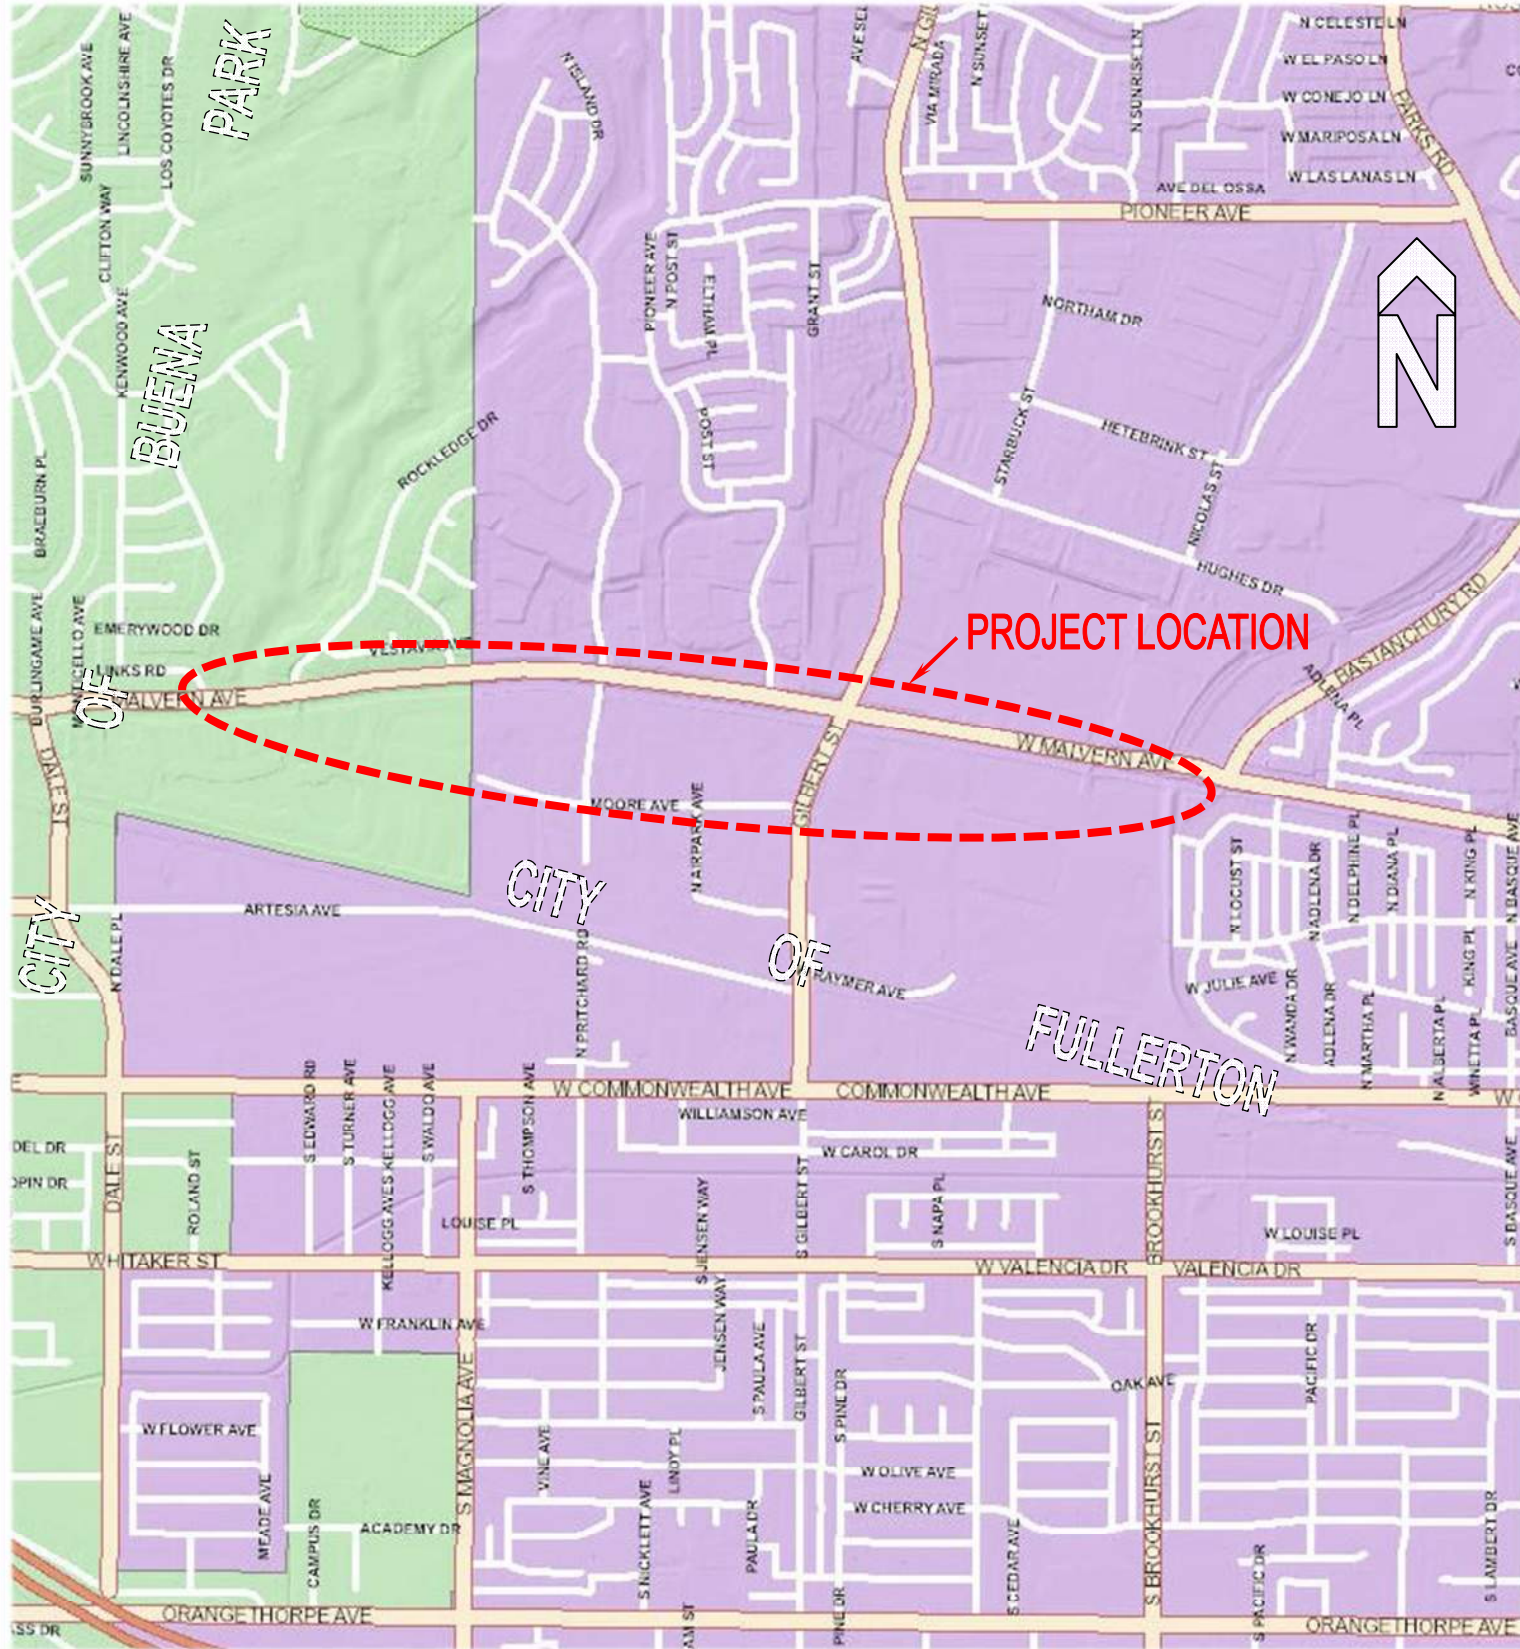 N CELESTE LN
W EL PASO LN
W CONEJO LN
W MARIPOSA LN
W LAS LANAS LN
PARKS RD
AVE DEL OSSA
PIONEER AVE
N SUNRISE LN
N SUNSET
VIA MIRADA
AVE SEL
N ISLAND DR
SUNNYBROOK AVE
LINCOLNSHIRE AVE
LOS COYOTES DR
PARK
CLIFTON WAY
KENWOOD AVE
BUENA
PIONEER AVE
N POST ST
ELTHAM PL
GRANT ST
NORTHAM DR
N
STARBUCK ST
HETEBRINK ST
NICOLAS ST
HUGHES DR
POST ST
ROCKLEDGE DR
BRAEBURN PL
BURLINGAME AVE
EMERYWOOD DR
LINKS RD
OF
MALVERN AVE
PROJECT LOCATION
BASTANCHURY RD
ADLENA PL
W MALVERN AVE
GILBERT ST
DALE ST
MOORE AVE
N AIRPARK AVE
CITY
OF
FULLERTON
CITY
ARTESIA AVE
N DALE PL
N PRITCHARD RD
RAYMER AVE
N LOCUST ST
N ADLENA DR
N DELPHINE PL
N DIANA PL
N KING PL
N BASQUE AVE
W JULIE AVE
N WANDA DR
ADLENA DR
N MARTHA PL
N ALBERTA PL
KING PL
WINETTA PL
BASQUE AVE
W COMMONWEALTH AVE
COMMONWEALTH AVE
WILLIAMSON AVE
W CAROL DR
DEL DR
OPIN DR
DALE ST
ROLAND ST
S EDWARD RD
S TURNER AVE
KELLOGG AVE
S KELLOGG AVE
S WALDO AVE
S THOMPSON AVE
LOUISE PL
S JENSEN WAY
S GILBERT ST
S NAPA PL
BROOKHURST ST
W LOUISE PL
S BASQUE AVE
WHITAKER ST
W VALENCIA DR
VALENCIA DR
W FRANKLIN AVE
JENSEN WAY
S PAULA AVE
GILBERT ST
S PINE DR
OAK AVE
PACIFIC DR
W FLOWER AVE
S MAGNOLIA AVE
VINE AVE
LINDY PL
W OLIVE AVE
W CHERRY AVE
S BROOKHURST ST
MEADE AVE
CAMPUS DR
ACADEMY DR
S NICKLETT AVE
PAULA DR
S CEDAR AVE
S PACIFIC DR
S LAMBERT DR
ORANGETHORPE AVE
PINE DR
ORANGETHORPE AVE